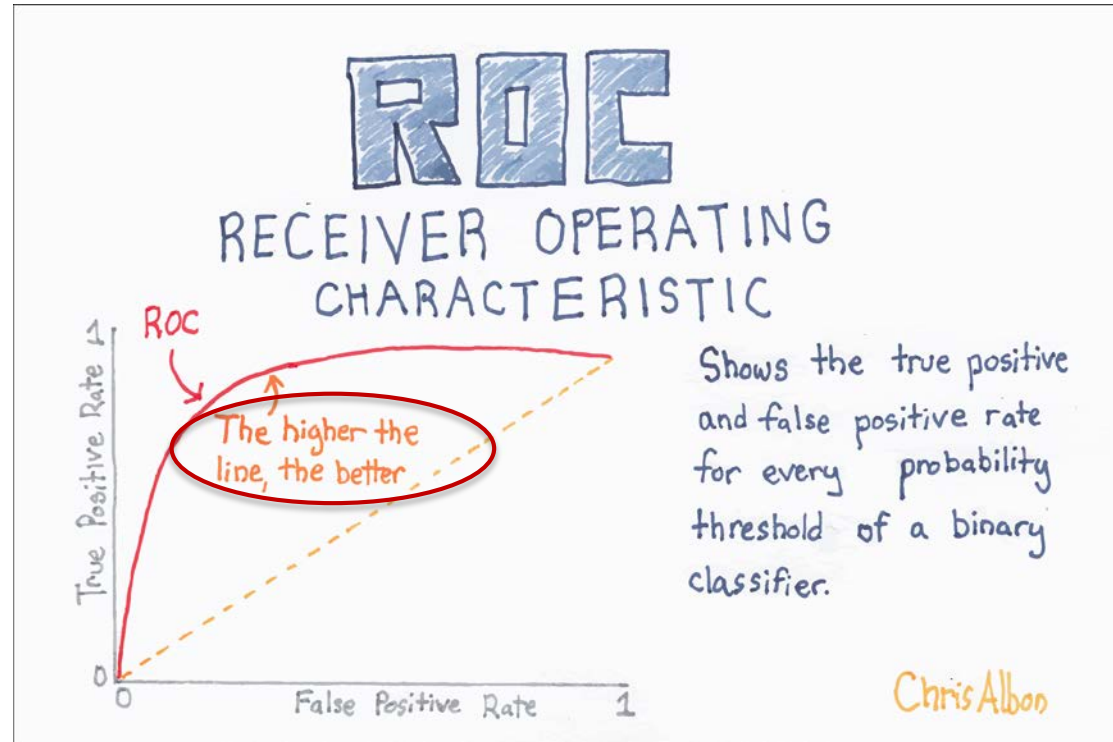 ROC
RECEIVER OPERATING
CHARACTERISTIC
ROC
The higher the
line, the better
True Positive Rate
1
0
0
False Positive Rate
1
Shows the true positive
and false positive rate
for every probability
threshold of a binary
classifier.
Chris Albon